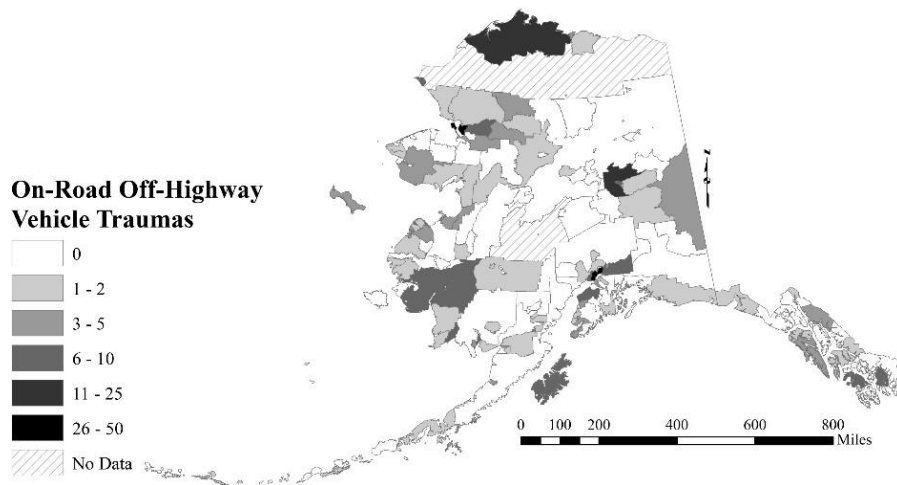 On-Road Off-Highway
Vehicle Traumas
0
1 - 2
3 - 5
6 - 10
11 - 25
26 - 50
No Data
0 100 200 400 600 800
Miles